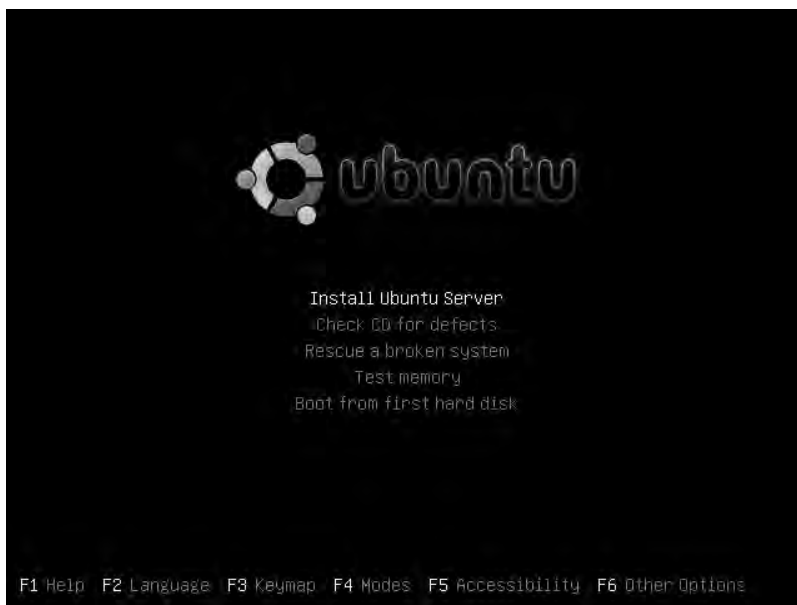 ubuntu
Install Ubuntu Server
Check CD for defects
Rescue a broken system
Test memory
Boot from first hard disk
F1 Help F2 Language F3 Keymap F4 Modes F5 Accessibility F6 Other Options